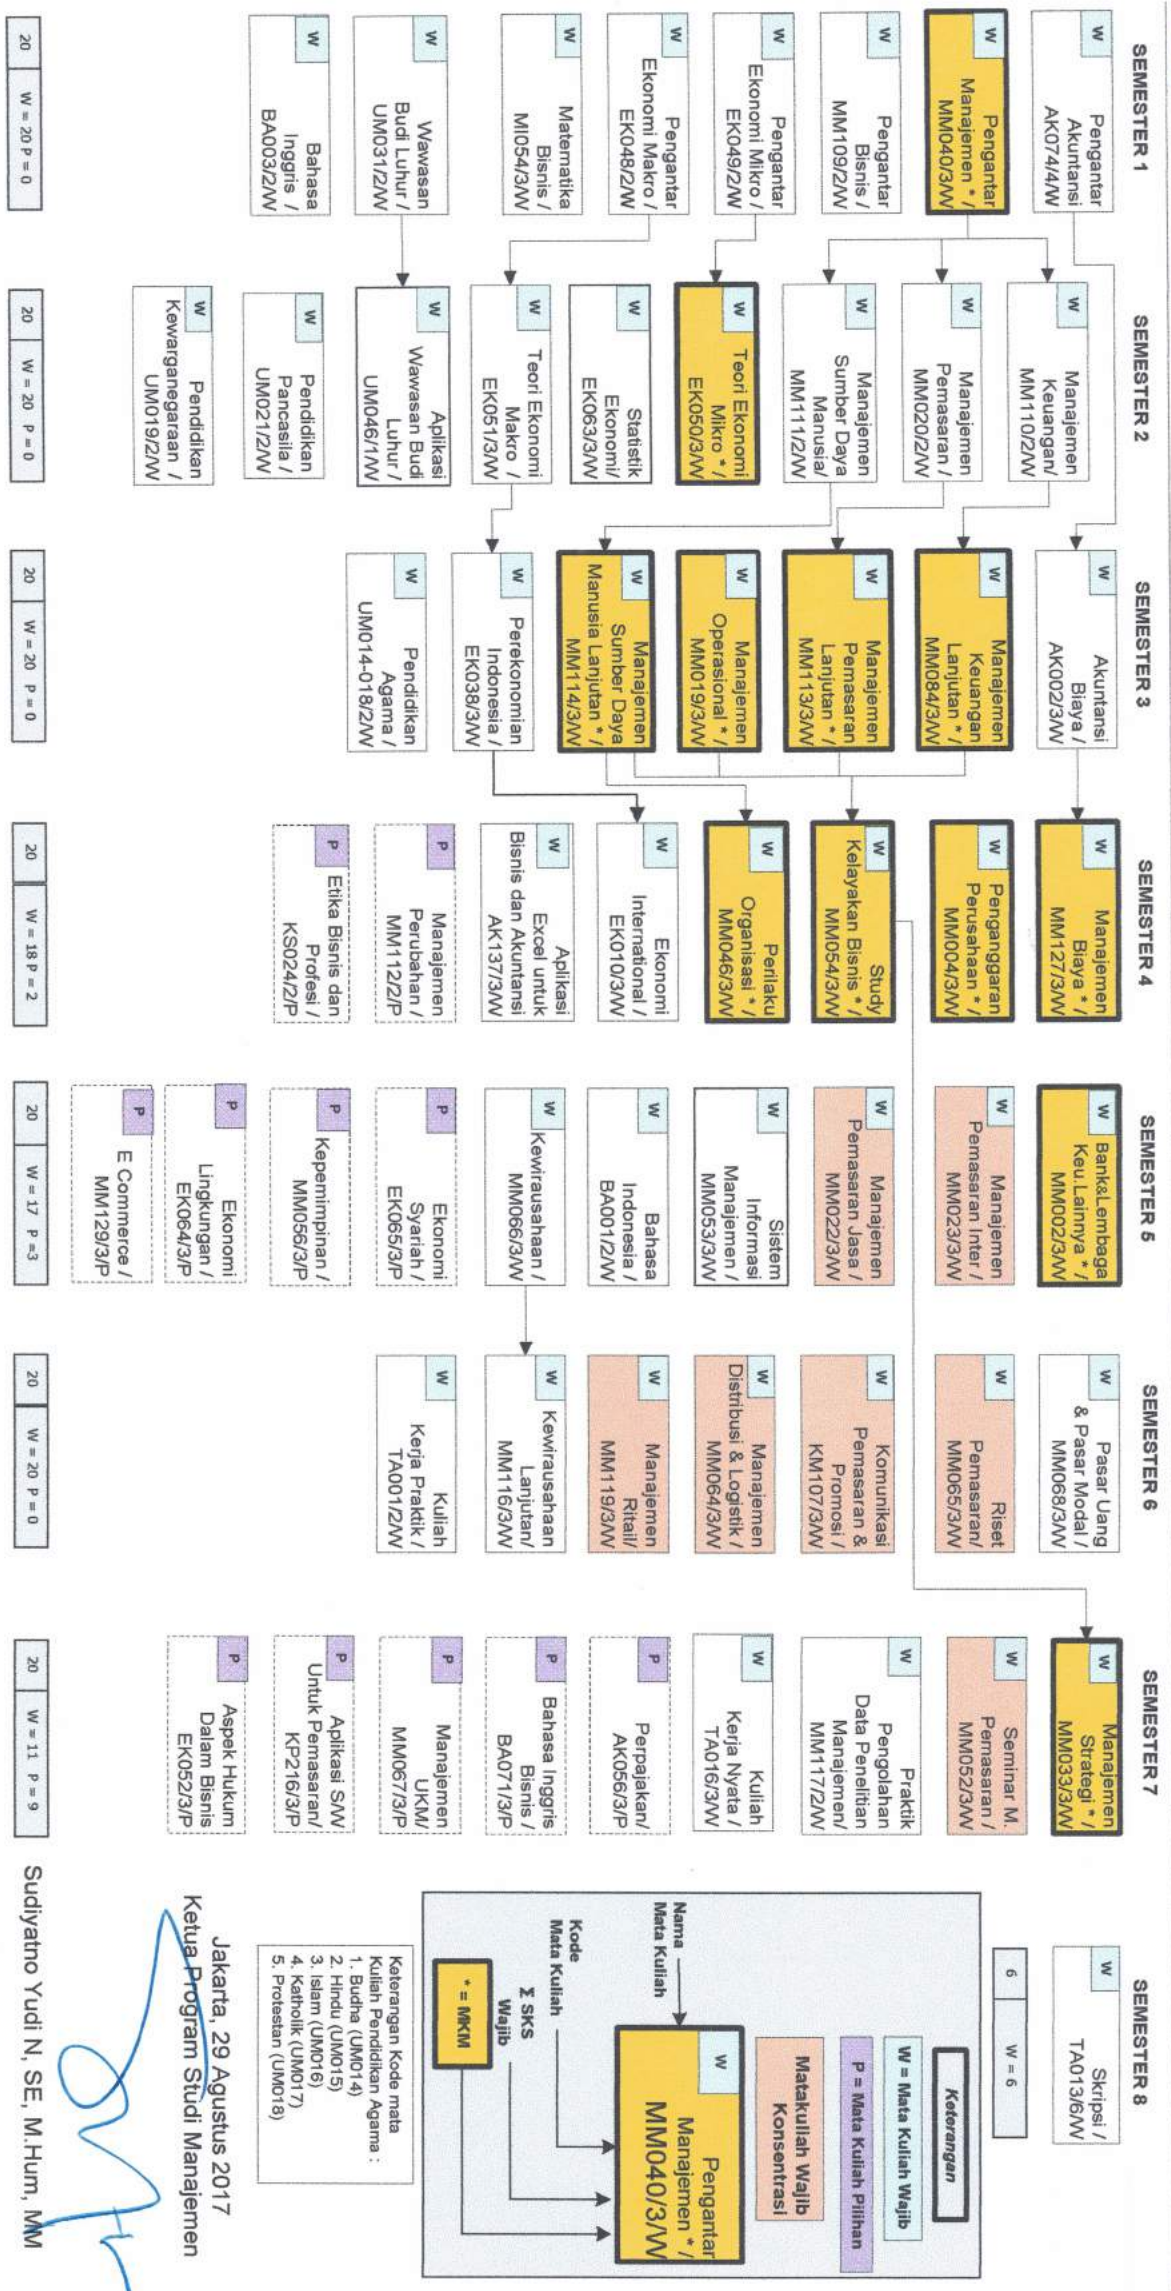 SEMESTER 1
W
Pengantar
Akuntansi
AK074/4/W
W
Pengantar
Manajemen * /
MM040/3/W
W
Pengantar
Bisnis /
MM109/2/W
W
Pengantar
Ekonomi Mikro /
EK049/2/W
W
Pengantar
Ekonomi Makro /
EK048/2/W
W
Matematika
Bisnis /
MI054/3/W
W
Wawasan
Budi Luhur /
UM031/2/W
W
Bahasa
Inggris /
BA003/2/W
20
W = 20 P = 0
SEMESTER 2
W
Manajemen
Keuangan/
MM110/2/W
W
Manajemen
Pemasaran /
MM020/2/W
W
Manajemen
Sumber Daya
Manusia/
MM111/2/W
W
Teori Ekonomi
Mikro * /
EK050/3/W
W
Statistik
Ekonomi/
EK063/3/W
W
Teori Ekonomi
Makro /
EK051/3/W
W
Aplikasi
Wawasan Budi
Luhur /
UM046/1/W
W
Pendidikan
Pancasila /
UM021/2/W
W
Pendidikan
Kewarganegaraan /
UM019/2/W
20
W = 20 P = 0
SEMESTER 3
W
Akuntansi
Biaya /
AK002/3/W
W
Manajemen
Keuangan
Lanjutan * /
MM084/3/W
W
Manajemen
Pemasaran
Lanjutan * /
MM113/3/W
W
Manajemen
Operasional * /
MM019/3/W
W
Manajemen
Sumber Daya
Manusia Lanjutan * /
MM114/3/W
W
Perekonomian
Indonesia /
EK038/3/W
W
Pendidikan
Agama /
UM014-018/2/W
20
W = 20 P = 0
SEMESTER 4
W
Manajemen
Biaya * /
MM127/3/W
W
Penganggaran
Perusahaan * /
MM004/3/W
W
Study
Kelayakan Bisnis * /
MM054/3/W
W
Perilaku
Organisasi * /
MM046/3/W
W
Ekonomi
International /
EK010/3/W
W
Aplikasi
Excel untuk
Bisnis dan Akuntansi
AK137/3/W
P
Manajemen
Perubahan /
MM112/2/P
P
Etika Bisnis dan
Profesi /
KS024/2/P
20
W = 18 P = 2
SEMESTER 5
W
Bank&Lembaga
Keu.Lainnya * /
MM002/3/W
W
Manajemen
Pemasaran Inter /
MM023/3/W
W
Manajemen
Pemasaran Jasa /
MM022/3/W
W
Sistem
Informasi
Manajemen /
MM053/3/W
W
Bahasa
Indonesia /
BA001/2/W
W
Kewirausahaan /
MM066/3/W
P
Ekonomi
Syariah /
EK065/3/P
P
Kepemimpinan /
MM056/3/P
P
Ekonomi
Lingkungan /
EK064/3/P
P
E Commerce /
MM129/3/P
20
W = 17 P =3
SEMESTER 6
W
Pasar Uang
& Pasar Modal /
MM068/3/W
W
Riset
Pemasaran/
MM065/3/W
W
Komunikasi
Pemasaran &
Promosi /
KM107/3/W
W
Manajemen
Distribusi & Logistik /
MM064/3/W
W
Manajemen
Ritail/
MM119/3/W
W
Kewirausahaan
Lanjutan/
MM116/3/W
W
Kuliah
Kerja Praktik /
TA001/2/W
20
W = 20 P = 0
SEMESTER 7
W
Manajemen
Strategi * /
MM033/3/W
W
Seminar M.
Pemasaran /
MM052/3/W
W
Praktik
Pengolahan
Data Penelitian
Manajemen/
MM117/2/W
W
Kuliah
Kerja Nyata /
TA016/3/W
P
Perpajakan/
AK056/3/P
P
Bahasa Inggris
Bisnis /
BA071/3/P
P
Manajemen
UKM/
MM067/3/P
P
Aplikasi S/W
Untuk Pemasaran/
KP216/3/P
P
Aspek Hukum
Dalam Bisnis
EK052/3/P
20
W = 11 P = 9
SEMESTER 8
W
Skripsi /
TA013/6/W
6
W = 6
Keterangan
W = Mata Kuliah Wajib
P = Mata Kuliah Pilihan
Matakuliah Wajib
Konsentrasi
W
Pengantar
Manajemen * /
MM040/3/W
Nama
Mata Kuliah
Kode
Mata Kuliah
Σ SKS
Wajib
* = MKM
Keterangan Kode mata
Kuliah Pendidikan Agama :
1. Budha (UM014)
2. Hindu (UM015)
3. Islam (UM016)
4. Katholik (UM017)
5. Protestan (UM018)
Jakarta, 29 Agustus 2017
Ketua Program Studi Manajemen
Sudiyatno Yudi N, SE, M.Hum, MM